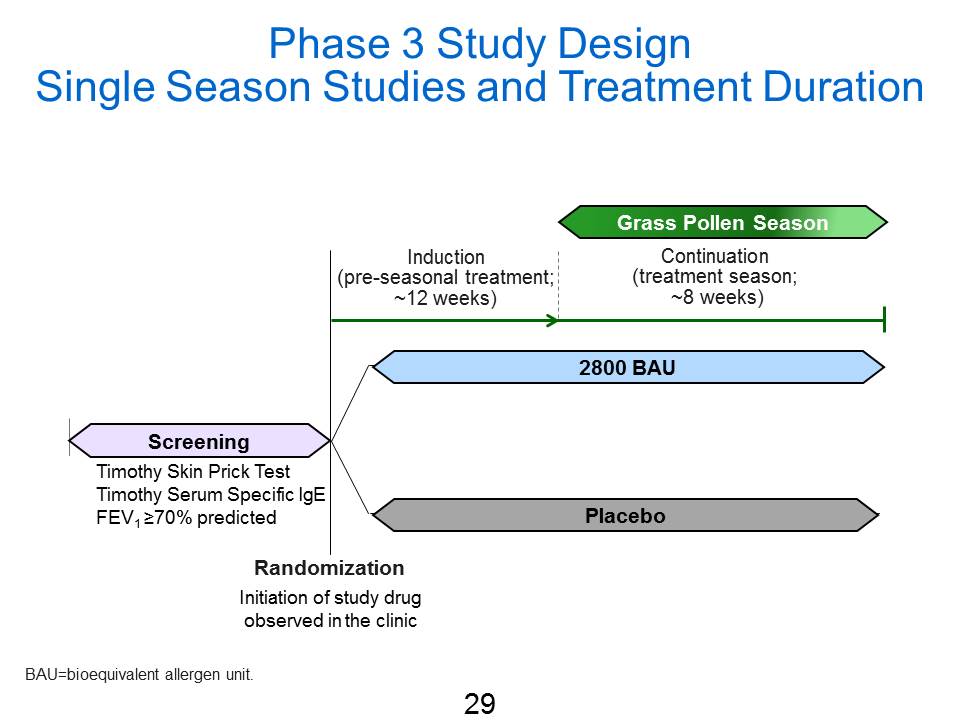 Phase 3 Study Design
Single Season Studies and Treatment Duration
Grass Pollen Season
Induction
(pre-seasonal treatment;
~12 weeks)
Continuation
(treatment season;
~8 weeks)
2800 BAU
Screening
Timothy Skin Prick Test
Timothy Serum Specific IgE
FEV1 ≥70% predicted
Placebo
Randomization
Initiation of study drug
observed in the clinic
BAU=bioequivalent allergen unit.
29